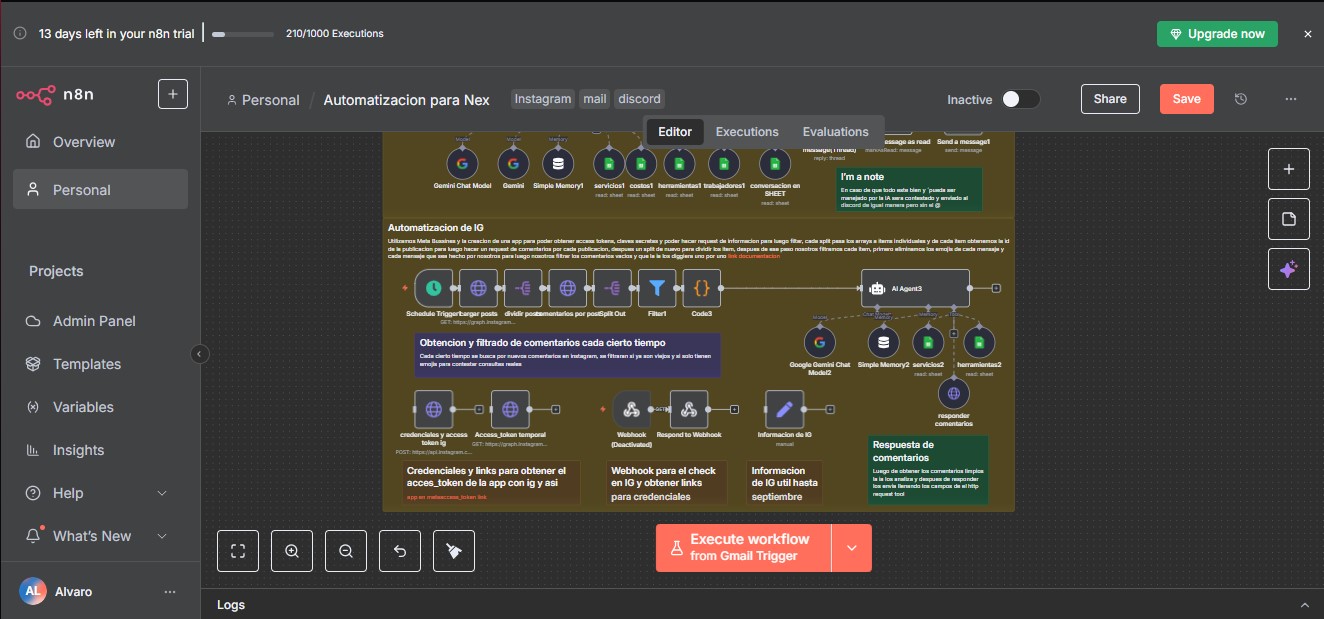 13 days left in your n8n trial
210/1000 Executions
Upgrade now
n8n
Personal / Automatizacion para Nex
Instagram mail discord
Inactive
Share
Save
Editor Executions Evaluations
Overview
Personal
Projects
Admin Panel
Templates
Variables
Insights
Help
What's New
AL Alvaro
message(Thread)
reply: thread
message as read
markAsRead: message
Send a message1
send: message
Model Model Memory
Gemini Chat Model
Gemini
Simple Memory1
servicios1
read: sheet
costos1
read: sheet
herramientas1
read: sheet
trabajadores1
read: sheet
conversacion en
SHEET
read: sheet
I'm a note
En caso de que todo este bien y ´pueda ser
manejado por la IA sera contestado y enviado el
discord de igual manera pero sin el @
Automatizacion de IG
Utilizamos Meta Bussines y la creacion de una app para poder obtener access tokens, claves secretas y poder hacer request de informacion para luego filter, cada split pasa los arrays a items individuales y de cada item obtenemos la id
de la publicacion para luego hacer un request de comentarios por cada publicacion, despues un split de nuevo para dividir los item, despues de ese paso nosotros filtramos cada item, primero eliminamos los emojis de cada mensaje y
cada mensaje que sea hecho por nosotros para luego nosotros filtrar los comentarios vacios y que la ia los diggiera uno por uno link documentacion
Schedule Trigger
cargar posts
GET: https://graph.instagram...
dividir posts
comentarios por post
Split Out
Filter1
Code3
AI Agent3
Model
Memory
Memory
Google Gemini Chat
Model2
Simple Memory2
servicios2
read: sheet
herramientas2
read: sheet
responder
comentarios
Obtencion y filtrado de comentarios cada cierto tiempo
Cada cierto tiempo se busca por nuevos comentarios en instagram, se filtraran si ya son viejos y si solo tienen
emojis para contestar consultas reales
credenciales y access
token ig
POST: https://api.instagram.c...
Access_token temporal
GET: https://graph.instagram...
GET
Webhook
(Deactivated)
Respond to Webhook
Informacion de IG
manual
Credenciales y links para obtener el
acces_token de la app con ig y asi
Webhook para el check
en IG y obtener links
para credenciales
Informacion
de IG util hasta
septiembre
Respuesta de
comentarios
Luego de obtener los comentarios limpios
la ia los analiza y despues de responder
los envia llenando los campos de el http
request tool
Execute workflow
from Gmail Trigger
Logs